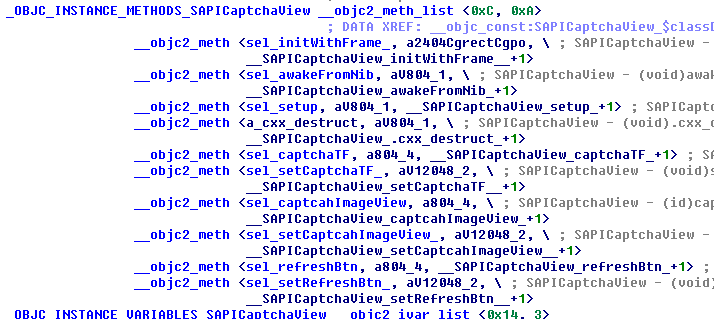 _OBJC_INSTANCE_METHODS_SAPICaptchaView __objc2_meth_list <0xC, 0xA>
; DATA XREF: __objc_const:SAPICaptchaView_$class
__objc2_meth <sel_initWithFrame_, a2404CgrectCgpo, \ ; SAPICaptchaView -
__SAPICaptchaView_initWithFrame__+1>
__objc2_meth <sel_awakeFromNib, aV804_1, \ ; SAPICaptchaView - (void)awak
__SAPICaptchaView_awakeFromNib_+1>
__objc2_meth <sel_setup, aV804_1, __SAPICaptchaView_setup_+1> ; SAPICaptc
__objc2_meth <a_cxx_destruct, aV804_1, \ ; SAPICaptchaView - (void).cxx_d
__SAPICaptchaView_.cxx_destruct_+1>
__objc2_meth <sel_captchaTF, a804_4, __SAPICaptchaView_captchaTF_+1> ; SA
__objc2_meth <sel_setCaptchaTF_, aV12048_2, \ ; SAPICaptchaView - (void)s
__SAPICaptchaView_setCaptchaTF__+1>
__objc2_meth <sel_captcahImageView, a804_4, \ ; SAPICaptchaView - (id)cap
__SAPICaptchaView_captcahImageView_+1>
__objc2_meth <sel_setCaptcahImageView_, aV12048_2, \ ; SAPICaptchaView -
__SAPICaptchaView_setCaptcahImageView__+1>
__objc2_meth <sel_refreshBtn, a804_4, __SAPICaptchaView_refreshBtn_+1> ;
__objc2_meth <sel_setRefreshBtn_, aV12048_2, \ ; SAPICaptchaView - (void)
__SAPICaptchaView_setRefreshBtn__+1>
_OBJC_INSTANCE_VARIABLES_SAPICaptchaView __objc2_ivar_list <0x14, 3>